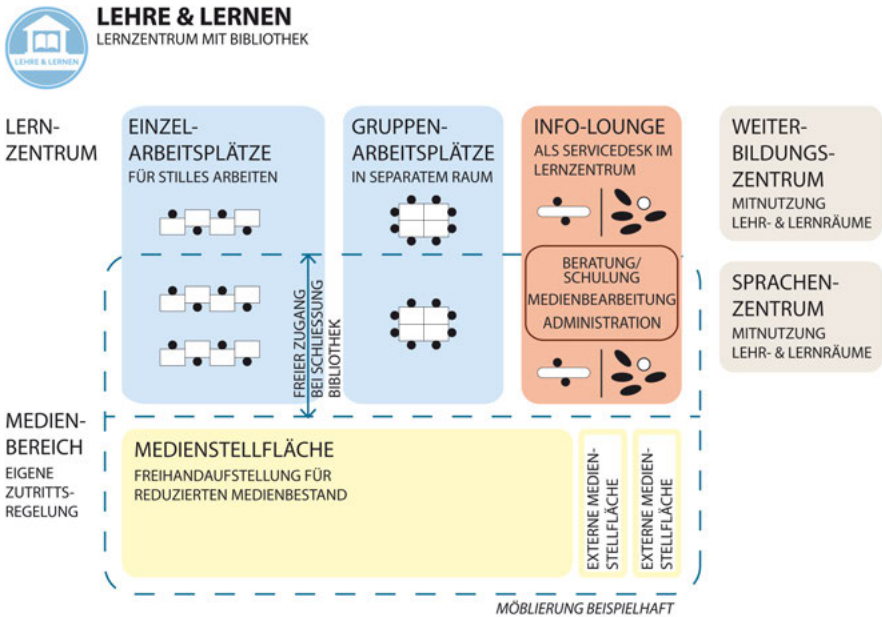 LEHRE & LERNEN
LEHRE & LERNEN
LERNZENTRUM MIT BIBLIOTHEK
LERN-
ZENTRUM
EINZEL-
ARBEITSPLÄTZE
FÜR STILLES ARBEITEN
GRUPPEN-
ARBEITSPLÄTZE
IN SEPARATEM RAUM
INFO-LOUNGE
ALS SERVICEDESK IM
LERNZENTRUM
WEITER-
BILDUNGS-
ZENTRUM
MITNUTZUNG
LEHR- & LERNRÄUME
FREIER ZUGANG
BEI SCHLIESSUNG
BIBLIOTHEK
BERATUNG/
SCHULUNG
MEDIENBEARBEITUNG
ADMINISTRATION
SPRACHEN-
ZENTRUM
MITNUTZUNG
LEHR- & LERNRÄUME
MEDIEN-
BEREICH
EIGENE
ZUTRITTS-
REGELUNG
MEDIENSTELLFLÄCHE
FREIHANDAUFSTELLUNG FÜR
REDUZIERTEN MEDIENBESTAND
EXTERNE MEDIEN-
STELLFLÄCHE
EXTERNE MEDIEN-
STELLFLÄCHE
MÖBLIERUNG BEISPIELHAFT